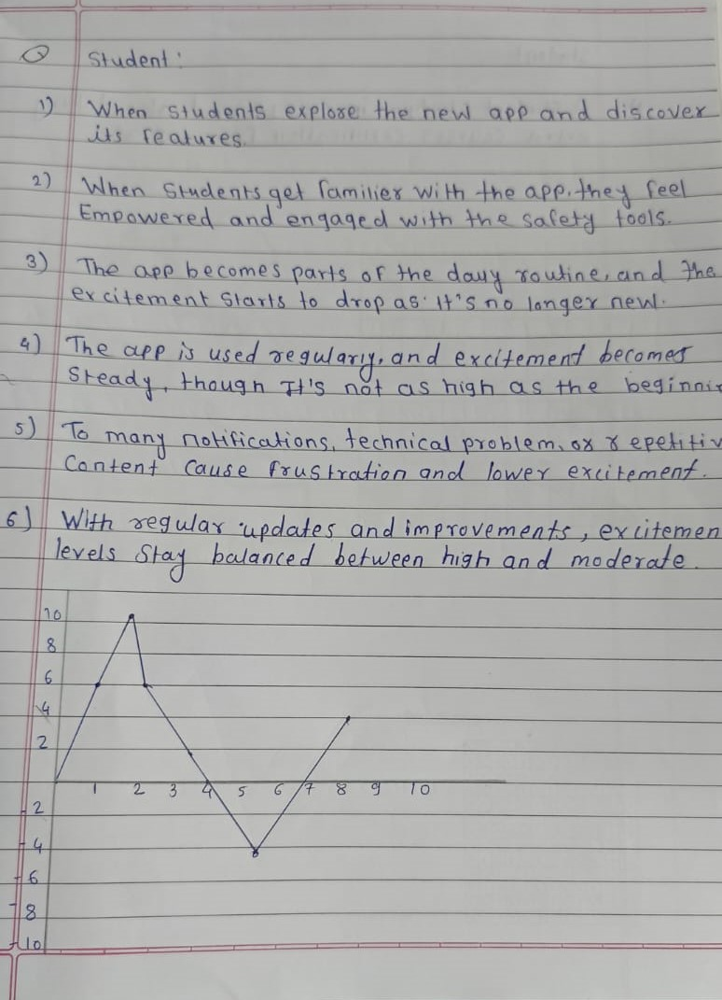 Q Student:
1) When students explore the new app and discover
its features.
2) When Students get familier with the app, they feel
Empowered and engaged with the safety tools.
3) The app becomes parts of the dauy routine, and the
excitement starts to drop as It's no longer new.
4) The app is used regulariy, and excitement becomes
Steady, though It's not as high as the beginnin
5) To many notifications, technical problem, or repetitiv
Content cause frustration and lower excitement.
6) With regular updates and improvements, excitemen
levels Stay balanced between high and moderate.
10
8
6
4
2
1 2 3 4 5 6 7 8 9 10
-2
-4
-6
-8
-10